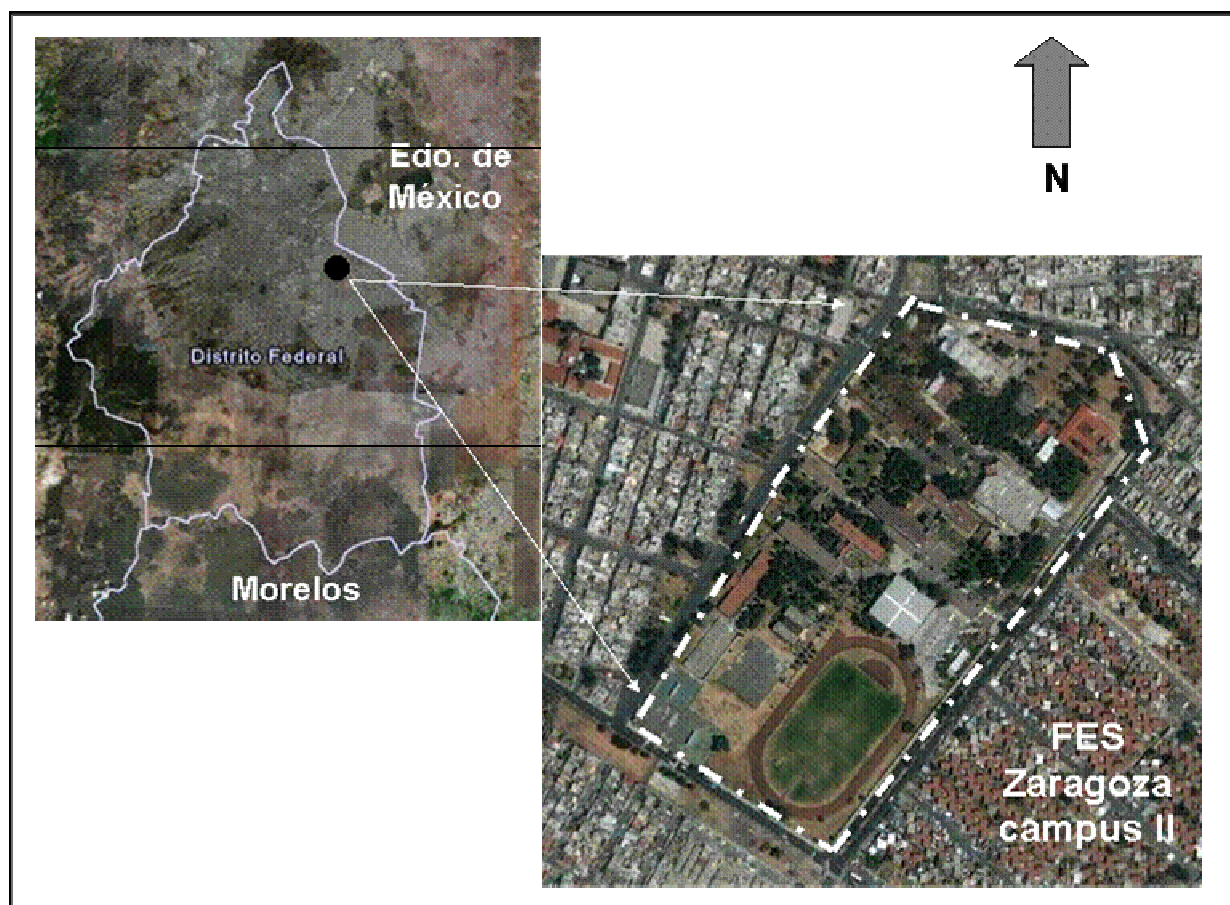 Edo. de
México
N
Distrito Federal
Morelos
FES
Zaragoza
campus II